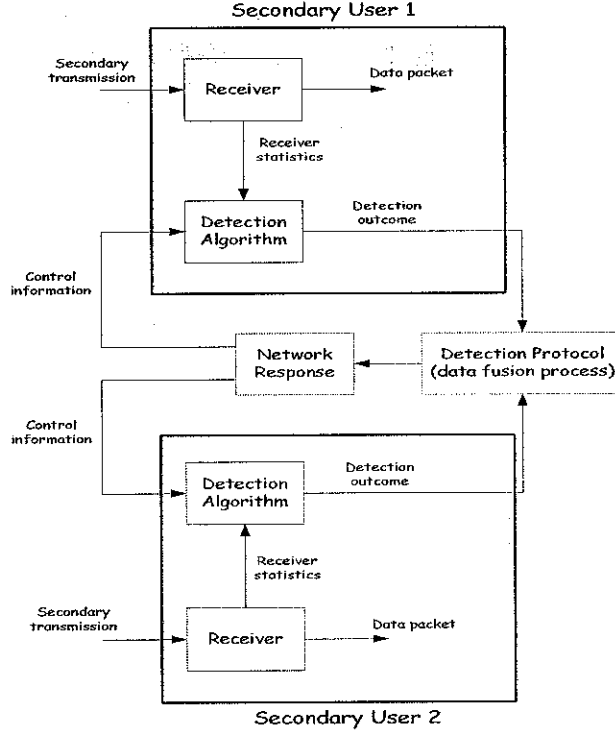 Secondary User 1
Secondary
transmission
Receiver
Data packet
Receiver
statistics
Detection
Algorithm
Detection
outcome
Control
information
Network
Response
Detection Protocol
(data fusion process)
Control
information
Detection
Algorithm
Detection
outcome
Receiver
statistics
Secondary
transmission
Receiver
Data packet
Secondary User 2